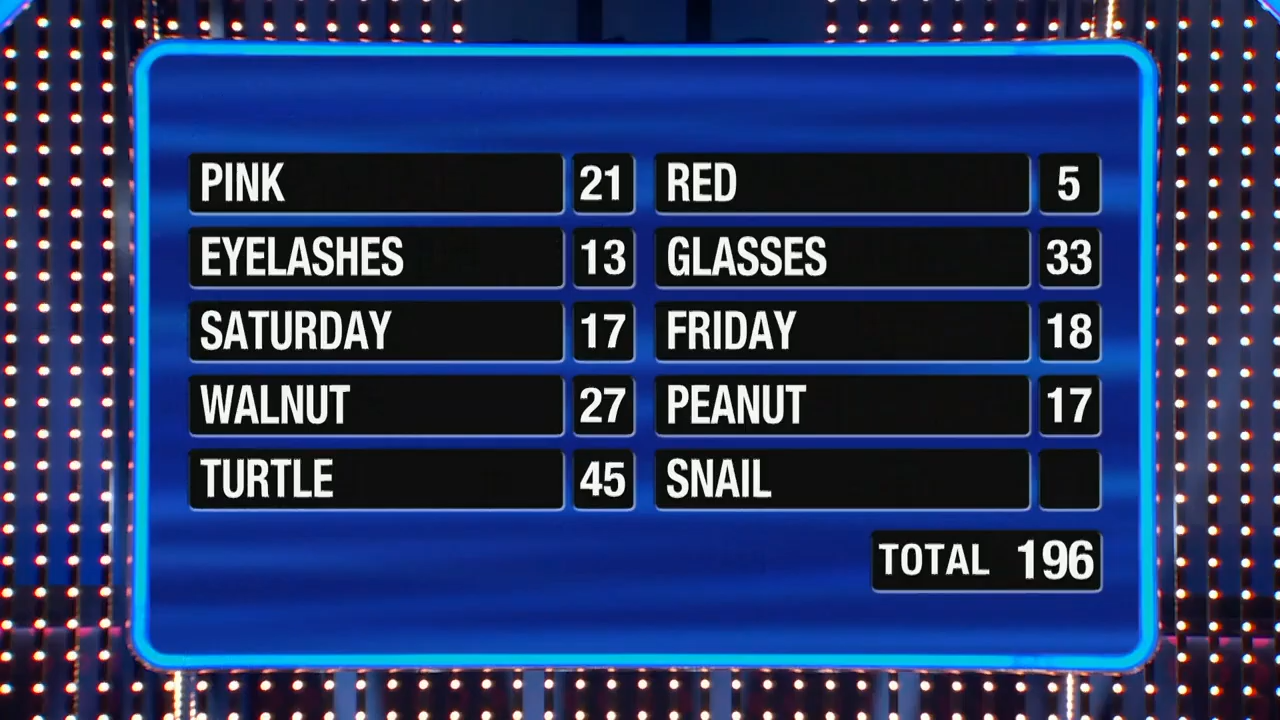 PINK 21 RED 5
EYELASHES 13 GLASSES 33
SATURDAY 17 FRIDAY 18
WALNUT 27 PEANUT 17
TURTLE 45 SNAIL
TOTAL 196